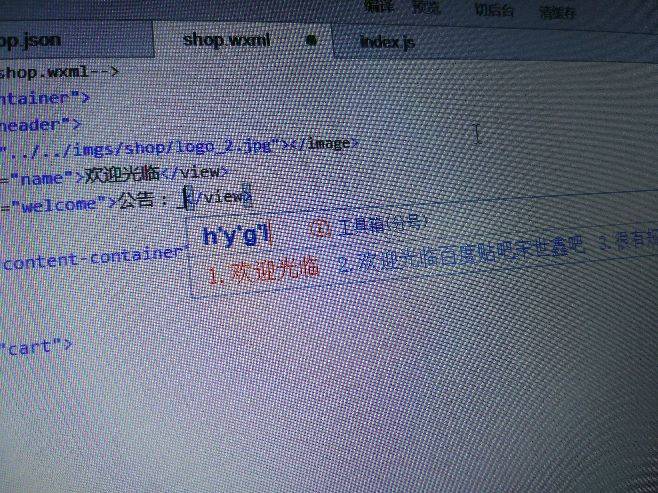 编译 预览 切后台 清缓存
op.json shop.wxml index.js
shop.wxml-->
ntainer">
header">
"../../imgs/shop/logo_2.jpg"></image>
="name">欢迎光临</view>
="welcome">公告：</view>
h'y'g'l 工具箱(分号)
content-container"
1.欢迎光临 2.欢迎光临百度贴吧宋世鑫吧 3.很有
"cart">